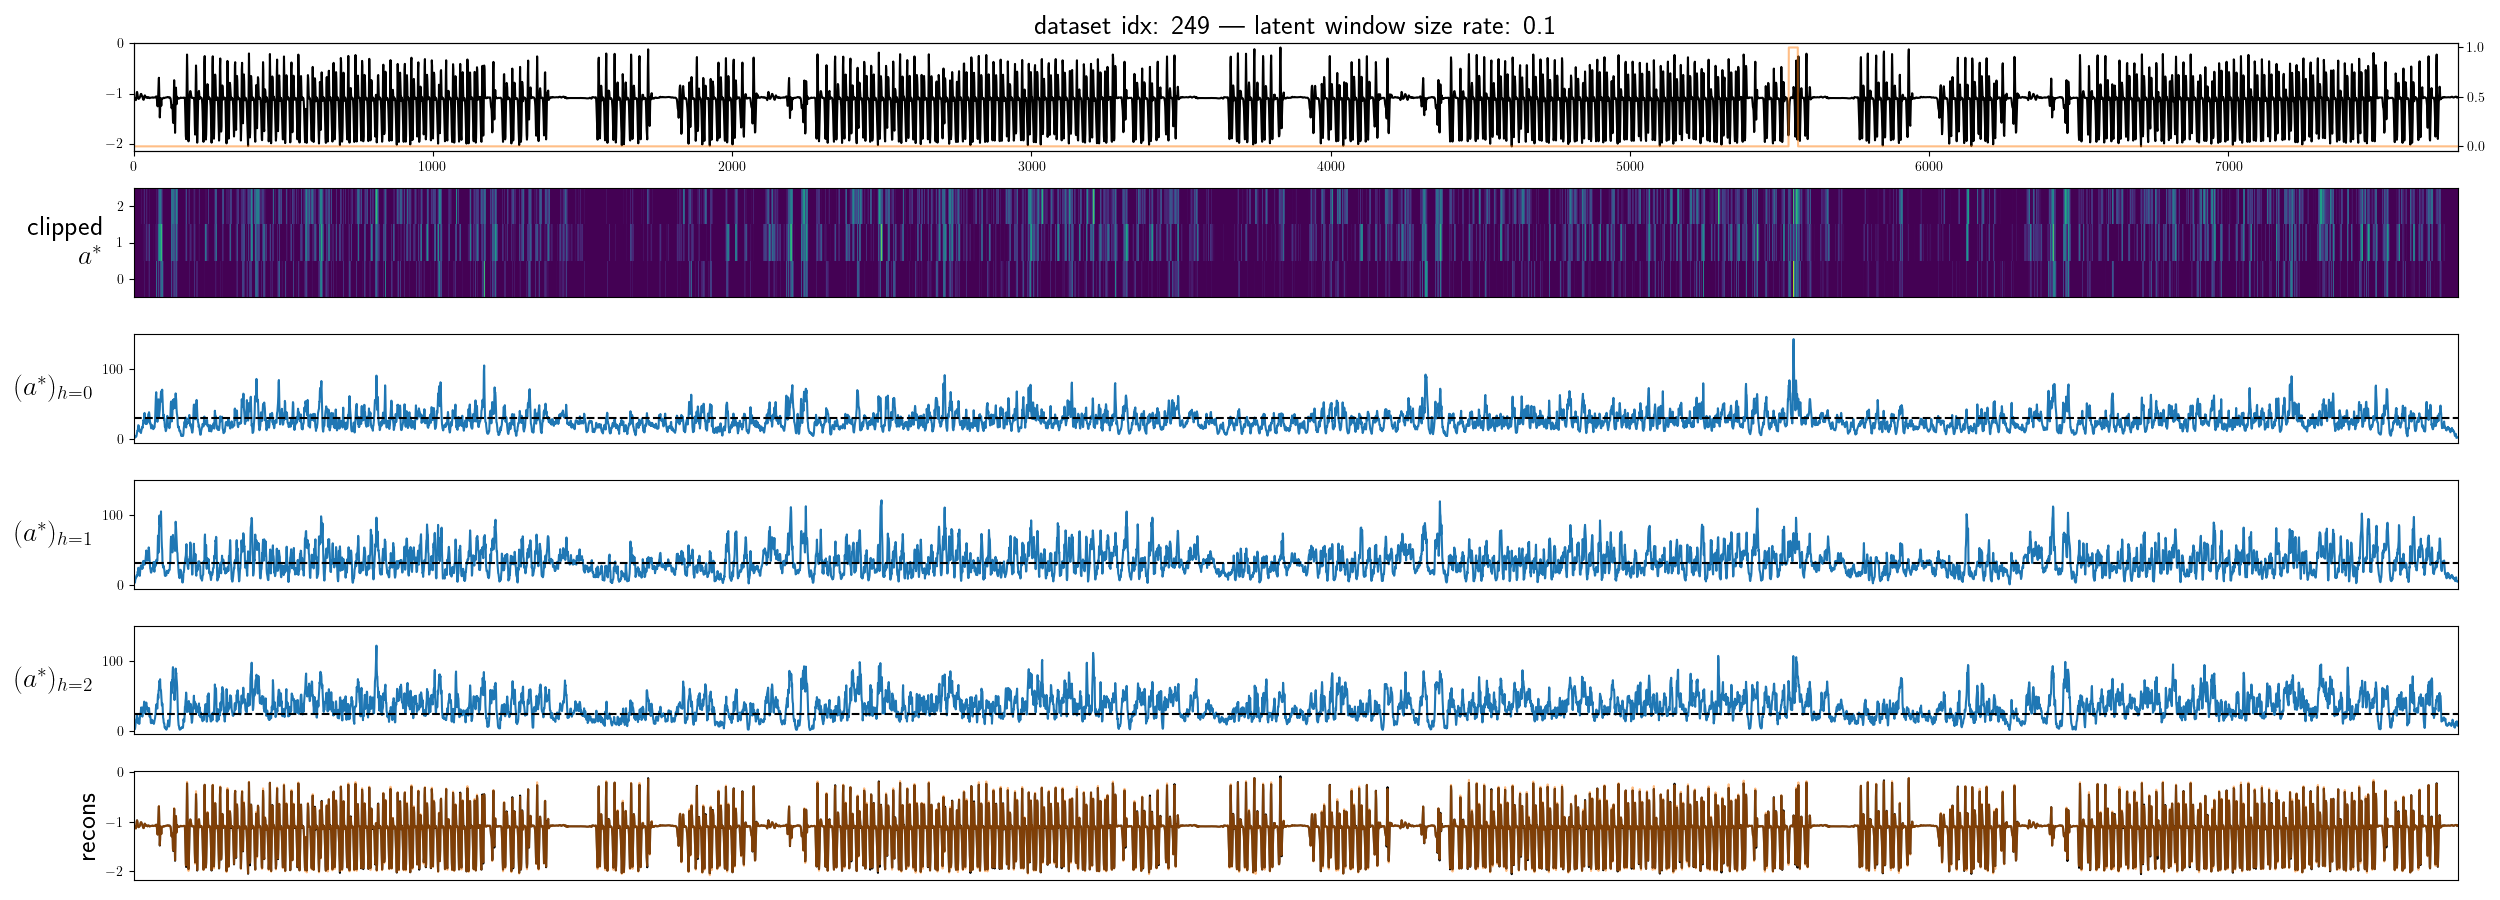 dataset idx: 249 — latent window size rate: 0.1
0
−1
−2
1.0
0.5
0.0
0 1000 2000 3000 4000 5000 6000 7000
clipped
a*
2
1
0
(a*)h=0
100
0
(a*)h=1
100
0
(a*)h=2
100
0
recons
0
−1
−2